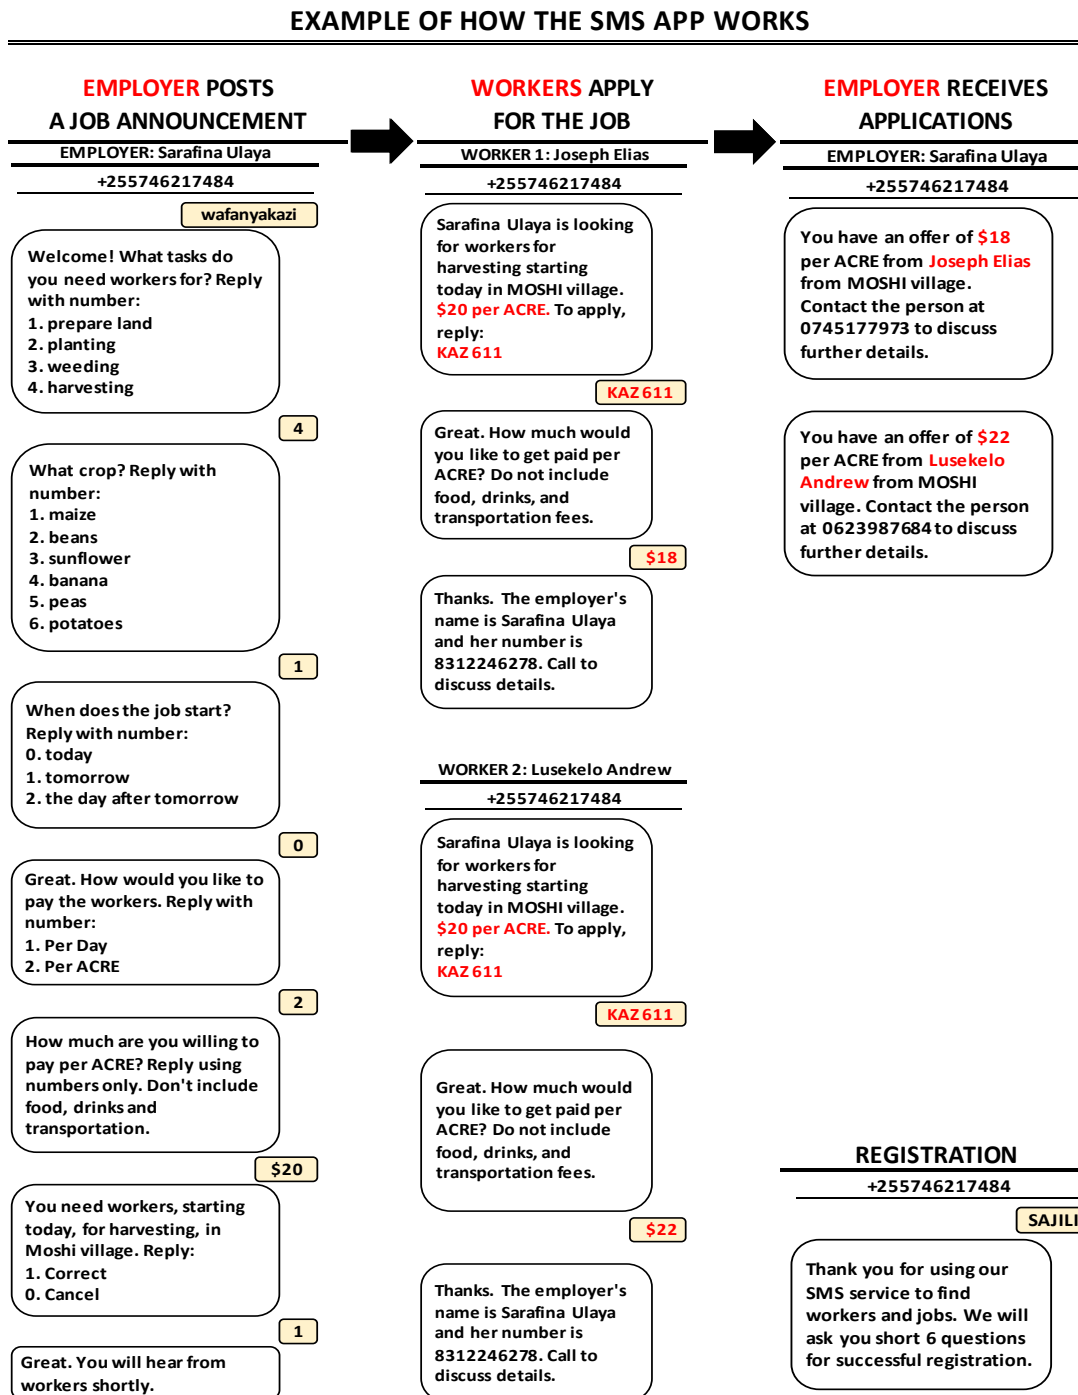 EXAMPLE OF HOW THE SMS APP WORKS
EMPLOYER POSTS
A JOB ANNOUNCEMENT
EMPLOYER: Sarafina Ulaya
+255746217484
wafanyakazi
Welcome! What tasks do
you need workers for? Reply
with number:
1. prepare land
2. planting
3. weeding
4. harvesting
4
What crop? Reply with
number:
1. maize
2. beans
3. sunflower
4. banana
5. peas
6. potatoes
1
When does the job start?
Reply with number:
0. today
1. tomorrow
2. the day after tomorrow
0
Great. How would you like to
pay the workers. Reply with
number:
1. Per Day
2. Per ACRE
2
How much are you willing to
pay per ACRE? Reply using
numbers only. Don't include
food, drinks and
transportation.
$20
You need workers, starting
today, for harvesting, in
Moshi village. Reply:
1. Correct
0. Cancel
1
Great. You will hear from
workers shortly.
WORKERS APPLY
FOR THE JOB
WORKER 1: Joseph Elias
+255746217484
Sarafina Ulaya is looking
for workers for
harvesting starting
today in MOSHI village.
$20 per ACRE. To apply,
reply:
KAZ 611
KAZ 611
Great. How much would
you like to get paid per
ACRE? Do not include
food, drinks, and
transportation fees.
$18
Thanks. The employer's
name is Sarafina Ulaya
and her number is
8312246278. Call to
discuss details.
WORKER 2: Lusekelo Andrew
+255746217484
Sarafina Ulaya is looking
for workers for
harvesting starting
today in MOSHI village.
$20 per ACRE. To apply,
reply:
KAZ 611
KAZ 611
Great. How much would
you like to get paid per
ACRE? Do not include
food, drinks, and
transportation fees.
$22
Thanks. The employer's
name is Sarafina Ulaya
and her number is
8312246278. Call to
discuss details.
EMPLOYER RECEIVES
APPLICATIONS
EMPLOYER: Sarafina Ulaya
+255746217484
You have an offer of $18
per ACRE from Joseph Elias
from MOSHI village.
Contact the person at
0745177973 to discuss
further details.
You have an offer of $22
per ACRE from Lusekelo
Andrew from MOSHI
village. Contact the person
at 0623987684 to discuss
further details.
REGISTRATION
+255746217484
SAJILI
Thank you for using our
SMS service to find
workers and jobs. We will
ask you short 6 questions
for successful registration.